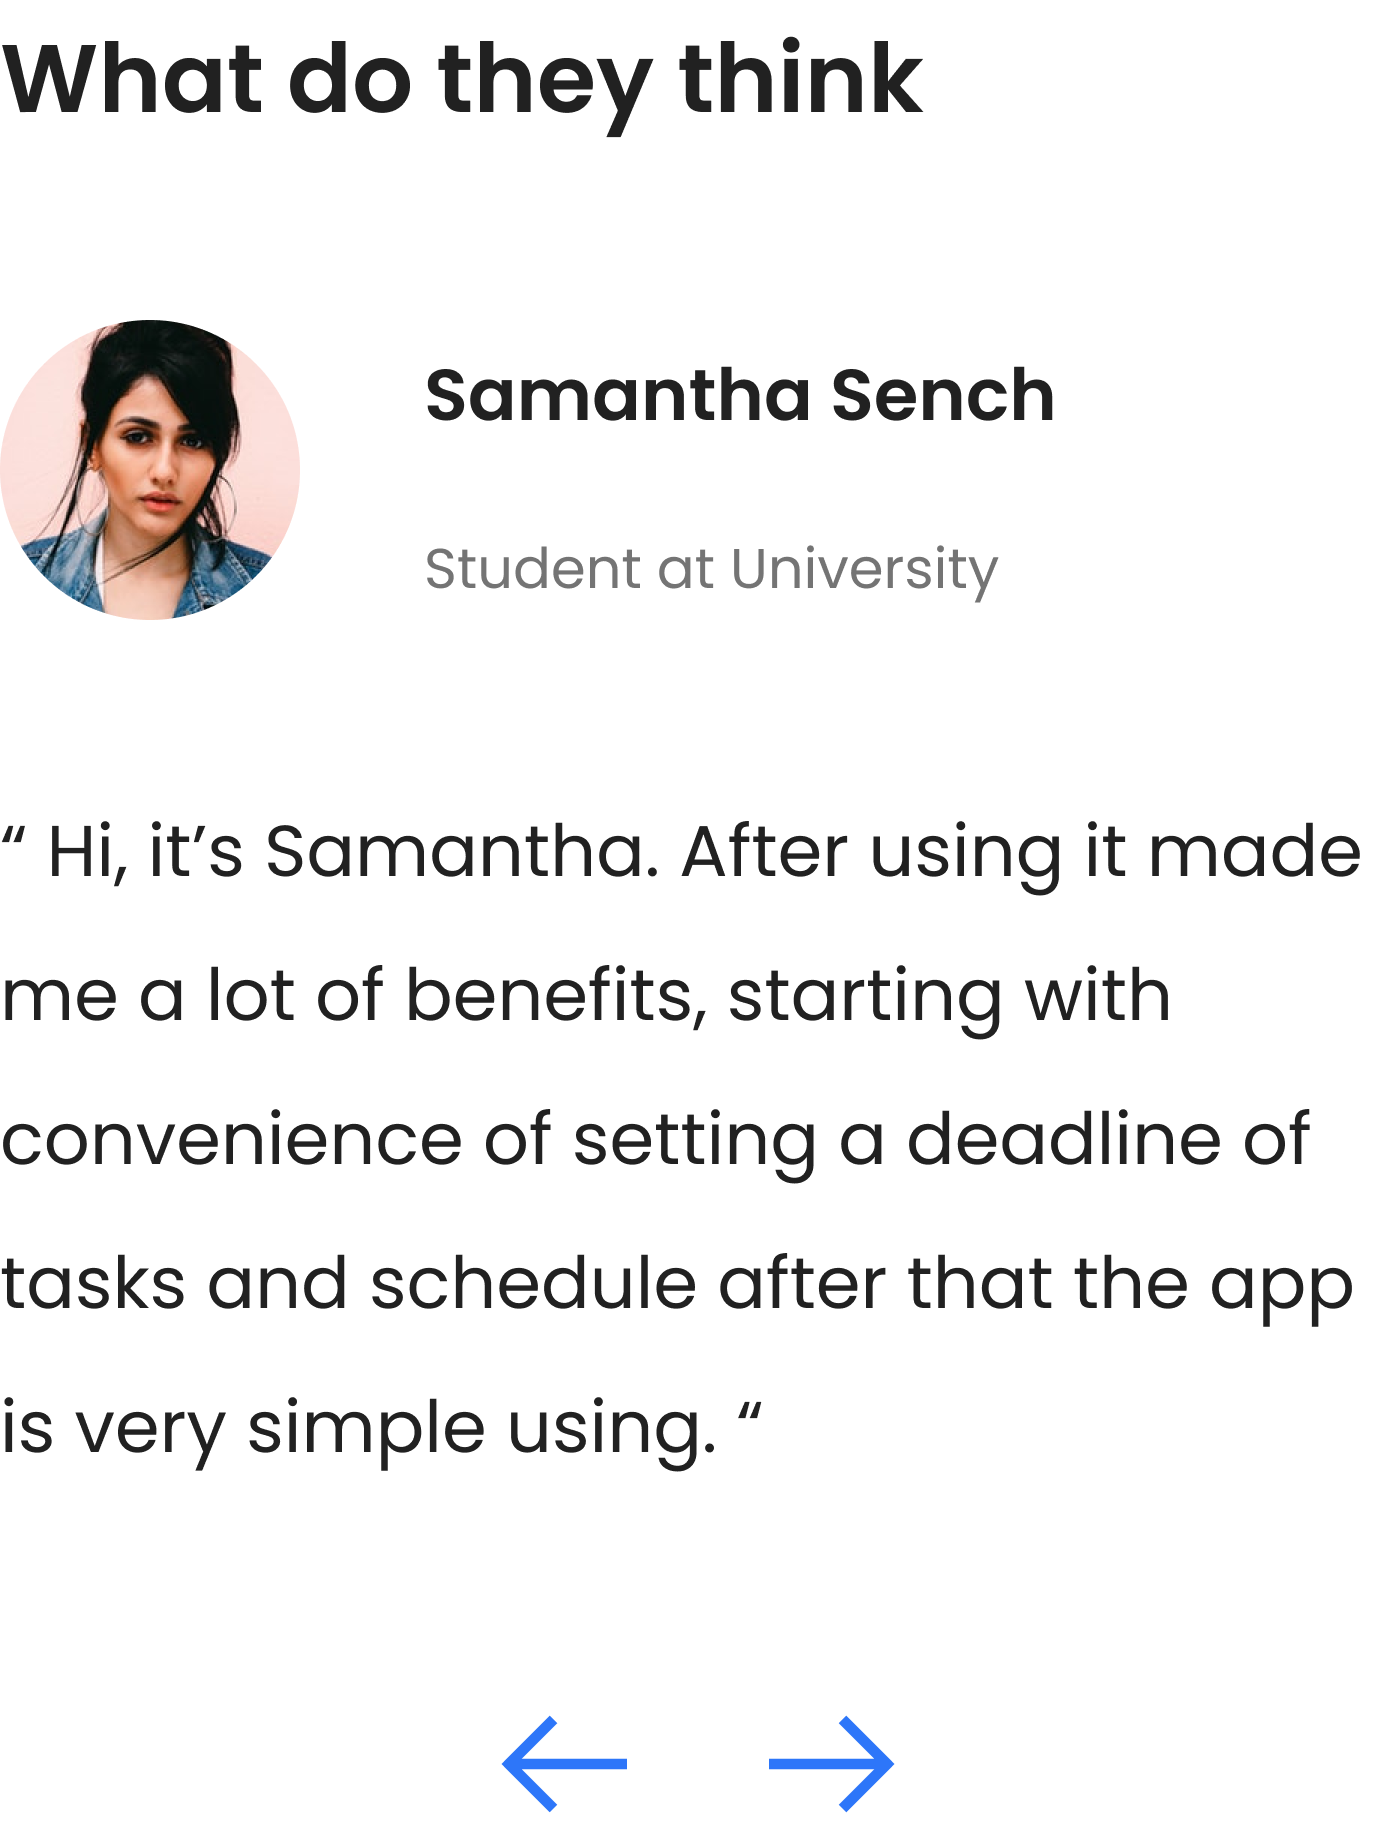 What do they think
Samantha Sench
Student at University
“ Hi, it’s Samantha. After using it made
me a lot of benefits, starting with
convenience of setting a deadline of
tasks and schedule after that the app
is very simple using. “